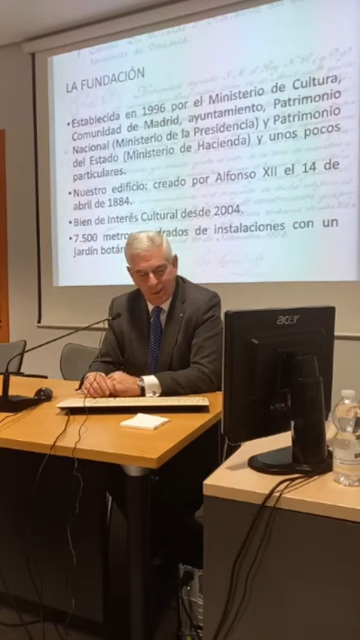 LA FUNDACIÓN
•Establecida en 1996 por el Ministerio de Cultura,
Comunidad de Madrid, ayuntamiento, Patrimonio
Nacional (Ministerio de la Presidencia) y Patrimonio
del Estado (Ministerio de Hacienda) y unos pocos
particulares.
•Nuestro edificio: creado por Alfonso XII el 14 de
abril de 1884.
•Bien de Interés Cultural desde 2004.
•7.500 metros drados de instalaciones con un
jardín botán
acer